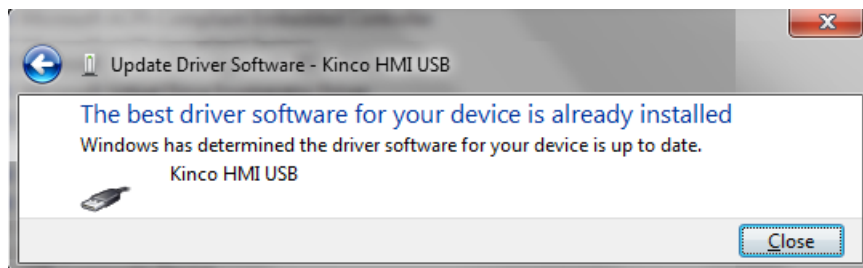 Update Driver Software - Kinco HMI USB
The best driver software for your device is already installed
Windows has determined the driver software for your device is up to date.
Kinco HMI USB
Close